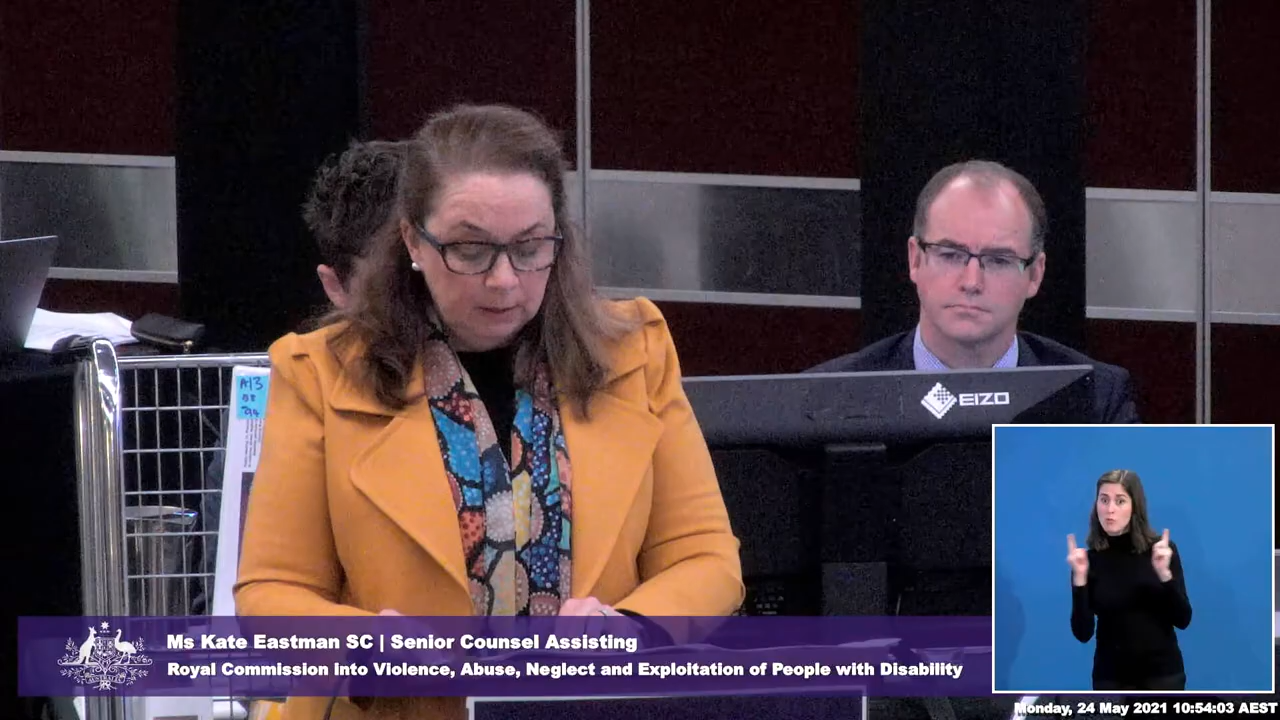 EIZO
A13
Ms Kate Eastman SC | Senior Counsel Assisting
Royal Commission into Violence, Abuse, Neglect and Exploitation of People with Disability
Monday, 24 May 2021 10:54:03 AEST